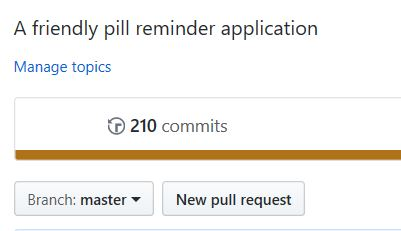 A friendly pill reminder application
Manage topics
210 commits
Branch: master
New pull request